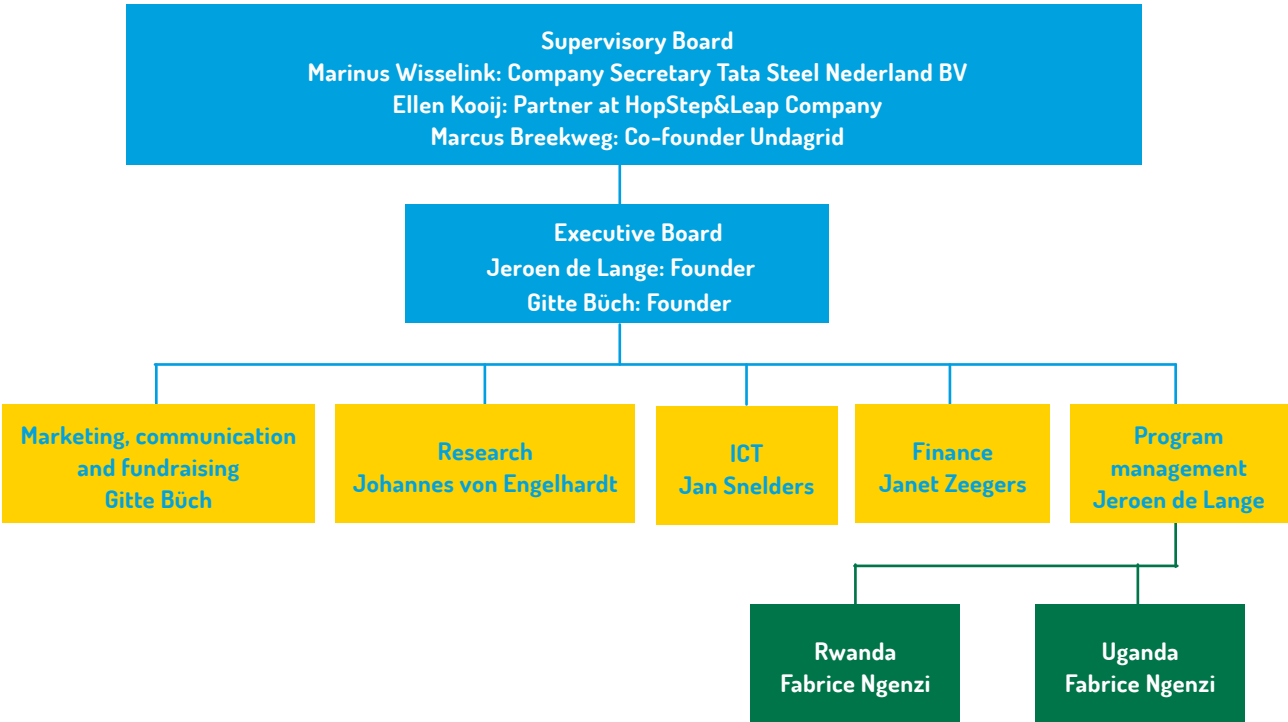 Supervisory Board
Marinus Wisselink: Company Secretary Tata Steel Nederland BV
Ellen Kooij: Partner at HopStep&Leap Company
Marcus Breekweg: Co-founder Undagrid
Executive Board
Jeroen de Lange: Founder
Gitte Büch: Founder
Marketing, communication
and fundraising
Gitte Büch
Research
Johannes von Engelhardt
ICT
Jan Snelders
Finance
Janet Zeegers
Program
management
Jeroen de Lange
Rwanda
Fabrice Ngenzi
Uganda
Fabrice Ngenzi